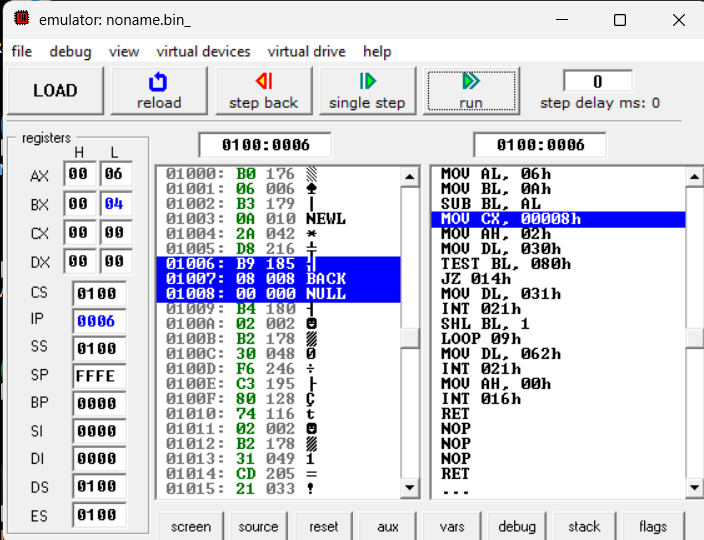 emulator: noname.bin_
file debug view virtual devices virtual drive help
LOAD reload step back single step run 0 step delay ms: 0
registers
H L
0100:0006 0100:0006
AX 00 06
BX 00 04
CX 00 00
DX 00 00
CS 0100
IP 0006
SS 0100
SP FFFE
BP 0000
SI 0000
DI 0000
DS 0100
ES 0100
01000: B0 176 ▒
01001: 06 006 ♠
01002: B3 179 │
01003: 0A 010 NEWL
01004: 2A 042 *
01005: D8 216 ╪
01006: B9 185 ╣
01007: 08 008 BACK
01008: 00 000 NULL
01009: B4 180 ┤
0100A: 02 002 ☻
0100B: B2 178 ▓
0100C: 30 048 0
0100D: F6 246 ÷
0100E: C3 195 ├
0100F: 80 128 Ç
01010: 74 116 t
01011: 02 002 ☻
01012: B2 178 ▓
01013: 31 049 1
01014: CD 205 ═
01015: 21 033 !
MOV AL, 06h
MOV BL, 0Ah
SUB BL, AL
MOV CX, 00008h
MOV AH, 02h
MOV DL, 030h
TEST BL, 080h
JZ 014h
MOV DL, 031h
INT 021h
SHL BL, 1
LOOP 09h
MOV DL, 062h
INT 021h
MOV AH, 00h
INT 016h
RET
NOP
NOP
NOP
RET
...
screen source reset aux vars debug stack flags